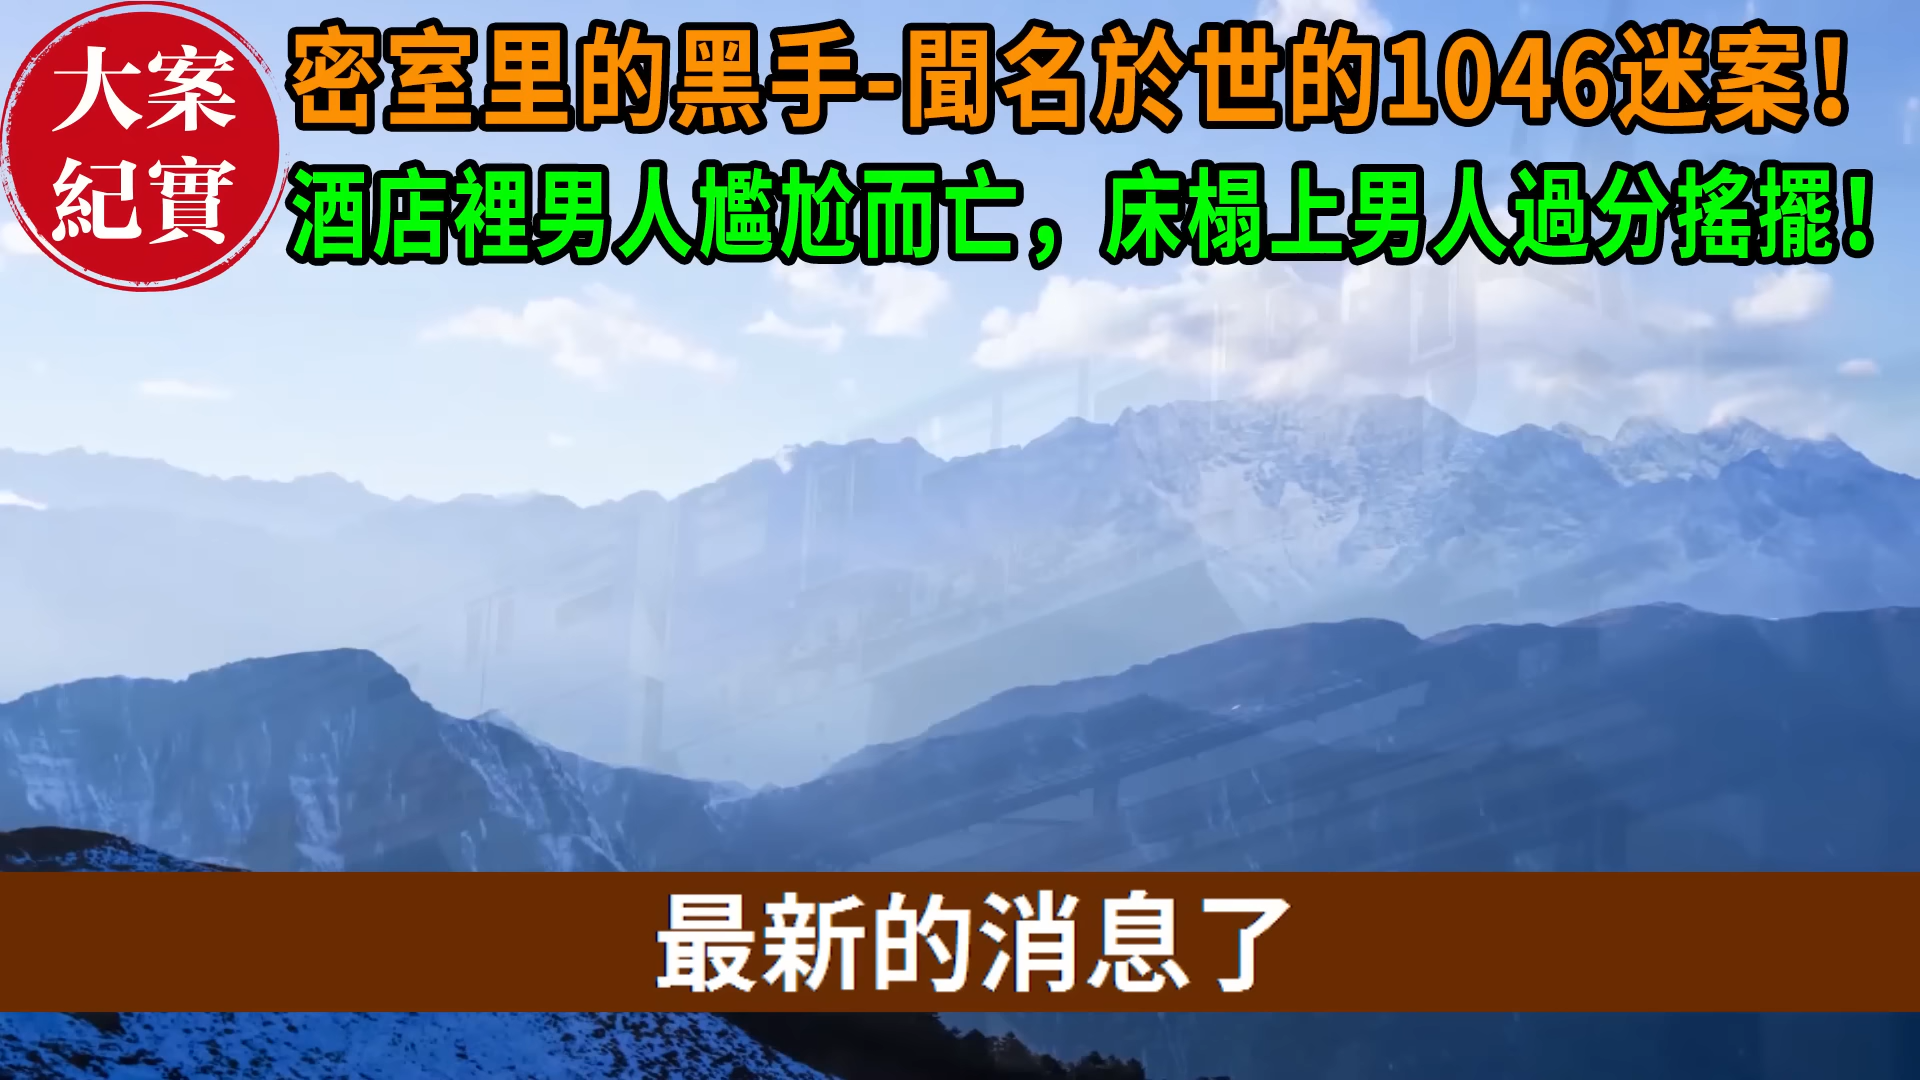 大案
紀實
密室里的黑手-聞名於世的1046迷案！
酒店裡男人尷尬而亡，床榻上男人過分搖擺！
最新的消息了